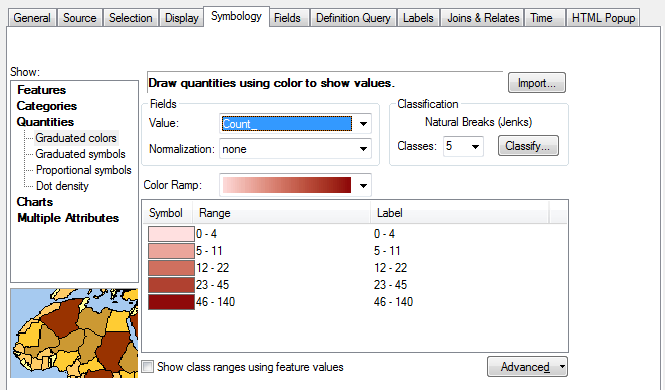 General Source Selection Display Symbology Fields Definition Query Labels Joins & Relates Time HTML Popup
Show:
Features
Categories
Quantities
Graduated colors
Graduated symbols
Proportional symbols
Dot density
Charts
Multiple Attributes
Draw quantities using color to show values.
Import...
Fields
Value: Count_
Normalization: none
Classification
Natural Breaks (Jenks)
Classes: 5 Classify...
Color Ramp:
Symbol Range Label
0 - 4 0 - 4
5 - 11 5 - 11
12 - 22 12 - 22
23 - 45 23 - 45
46 - 140 46 - 140
Show class ranges using feature values
Advanced